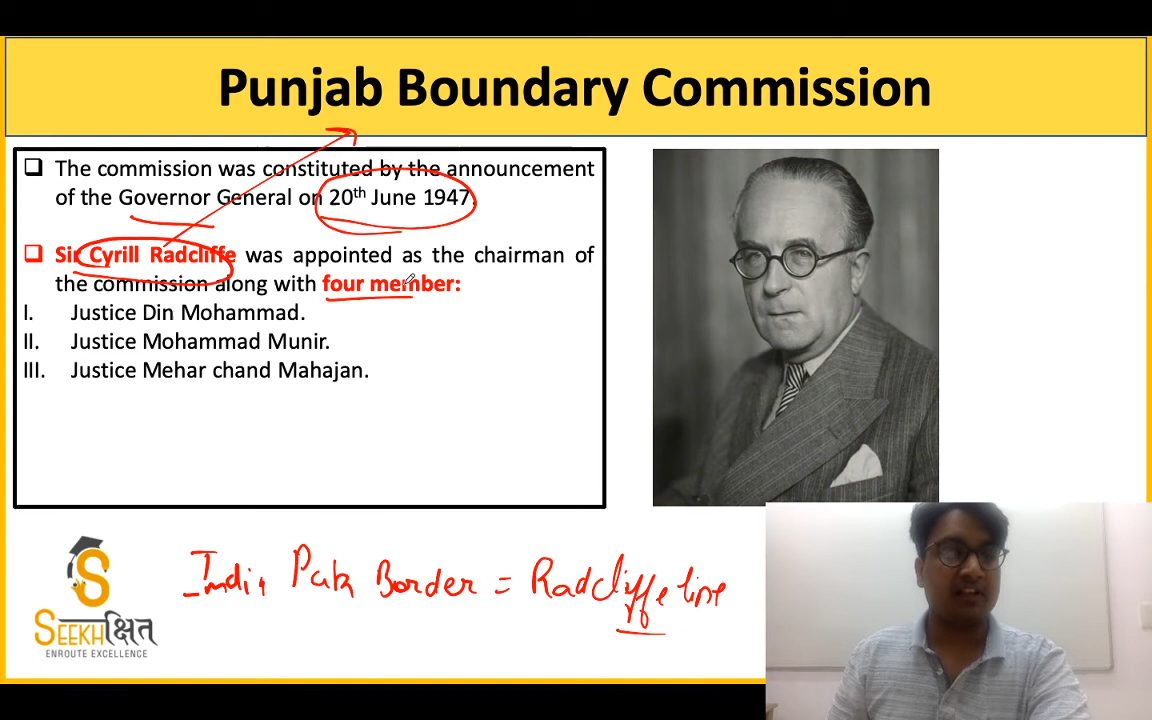 Punjab Boundary Commission
The commission was constituted by the announcement
of the Governor General on 20th June 1947.
Sir Cyrill Radcliffe was appointed as the chairman of
the commission along with four member:
I. Justice Din Mohammad.
II. Justice Mohammad Munir.
III. Justice Mehar chand Mahajan.
India Pak Border = Radcliffe line
S
SEEKHक्षित
ENROUTE EXCELLENCE